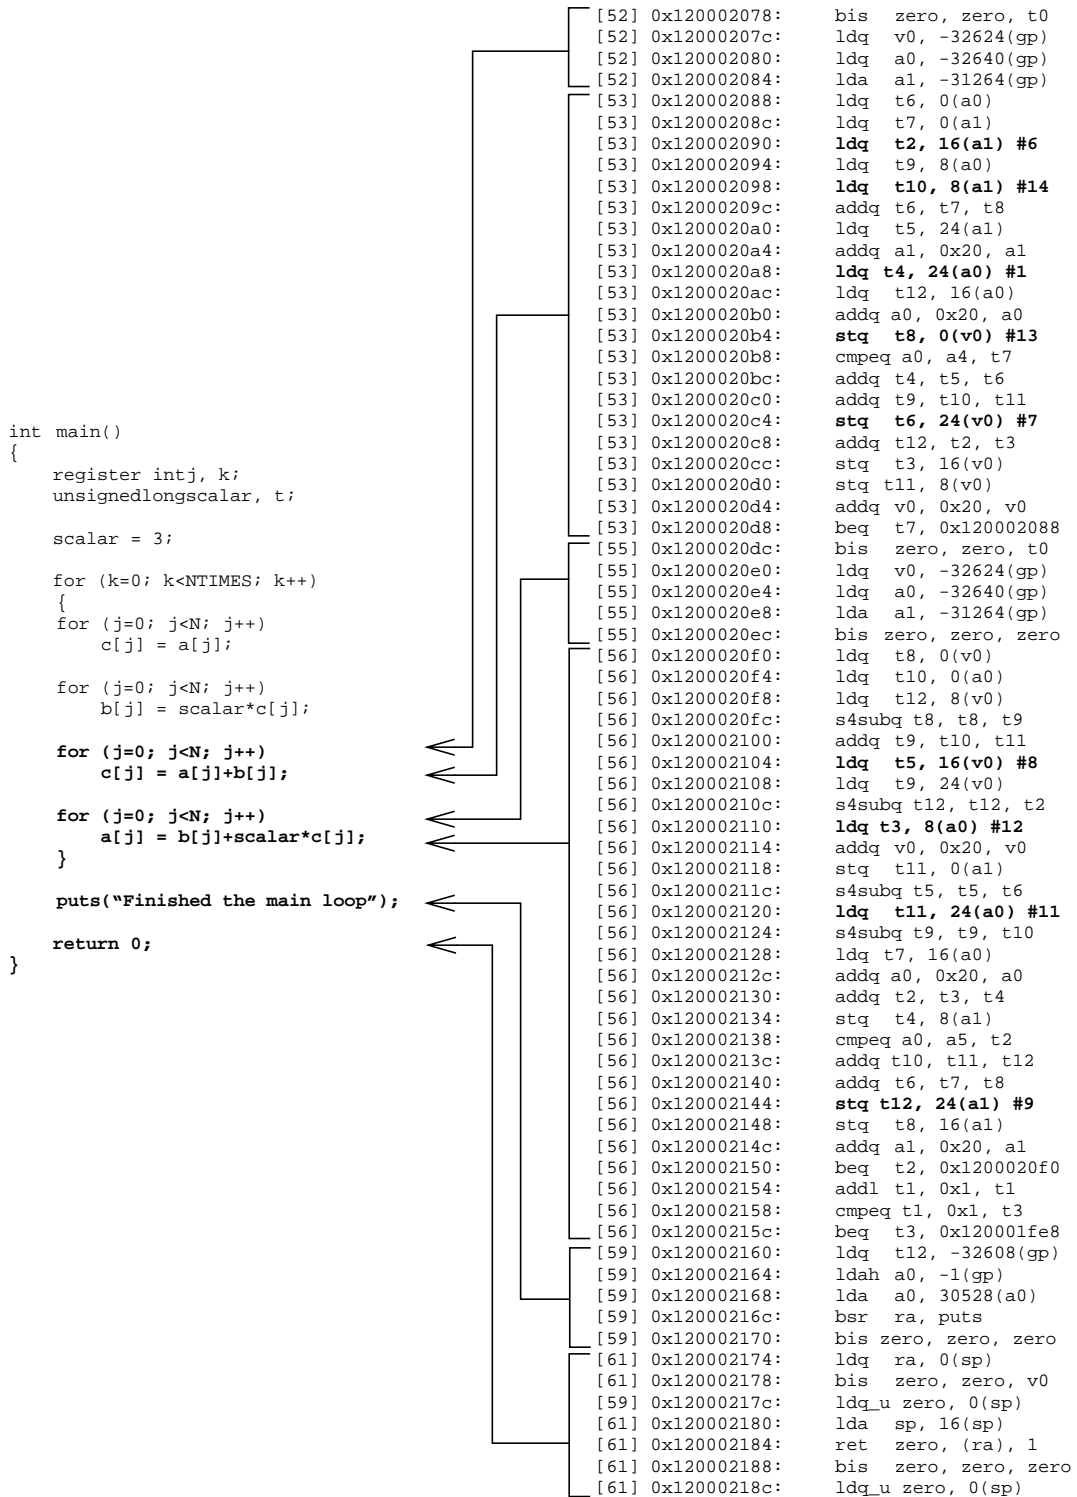 int main()
{
register intj, k;
unsignedlongscalar, t;
scalar = 3;
for (k=0; k<NTIMES; k++)
{
for (j=0; j<N; j++)
c[j] = a[j];
for (j=0; j<N; j++)
b[j] = scalar*c[j];
for (j=0; j<N; j++)
c[j] = a[j]+b[j];
for (j=0; j<N; j++)
a[j] = b[j]+scalar*c[j];
}
puts(“Finished the main loop”);
return 0;
}
[52] 0x120002078: bis zero, zero, t0
[52] 0x12000207c: ldq v0, -32624(gp)
[52] 0x120002080: ldq a0, -32640(gp)
[52] 0x120002084: lda a1, -31264(gp)
[53] 0x120002088: ldq t6, 0(a0)
[53] 0x12000208c: ldq t7, 0(a1)
[53] 0x120002090: ldq t2, 16(a1) #6
[53] 0x120002094: ldq t9, 8(a0)
[53] 0x120002098: ldq t10, 8(a1) #14
[53] 0x12000209c: addq t6, t7, t8
[53] 0x1200020a0: ldq t5, 24(a1)
[53] 0x1200020a4: addq a1, 0x20, a1
[53] 0x1200020a8: ldq t4, 24(a0) #1
[53] 0x1200020ac: ldq t12, 16(a0)
[53] 0x1200020b0: addq a0, 0x20, a0
[53] 0x1200020b4: stq t8, 0(v0) #13
[53] 0x1200020b8: cmpeq a0, a4, t7
[53] 0x1200020bc: addq t4, t5, t6
[53] 0x1200020c0: addq t9, t10, t11
[53] 0x1200020c4: stq t6, 24(v0) #7
[53] 0x1200020c8: addq t12, t2, t3
[53] 0x1200020cc: stq t3, 16(v0)
[53] 0x1200020d0: stq t11, 8(v0)
[53] 0x1200020d4: addq v0, 0x20, v0
[53] 0x1200020d8: beq t7, 0x120002088
[55] 0x1200020dc: bis zero, zero, t0
[55] 0x1200020e0: ldq v0, -32624(gp)
[55] 0x1200020e4: ldq a0, -32640(gp)
[55] 0x1200020e8: lda a1, -31264(gp)
[55] 0x1200020ec: bis zero, zero, zero
[56] 0x1200020f0: ldq t8, 0(v0)
[56] 0x1200020f4: ldq t10, 0(a0)
[56] 0x1200020f8: ldq t12, 8(v0)
[56] 0x1200020fc: s4subq t8, t8, t9
[56] 0x120002100: addq t9, t10, t11
[56] 0x120002104: ldq t5, 16(v0) #8
[56] 0x120002108: ldq t9, 24(v0)
[56] 0x12000210c: s4subq t12, t12, t2
[56] 0x120002110: ldq t3, 8(a0) #12
[56] 0x120002114: addq v0, 0x20, v0
[56] 0x120002118: stq t11, 0(a1)
[56] 0x12000211c: s4subq t5, t5, t6
[56] 0x120002120: ldq t11, 24(a0) #11
[56] 0x120002124: s4subq t9, t9, t10
[56] 0x120002128: ldq t7, 16(a0)
[56] 0x12000212c: addq a0, 0x20, a0
[56] 0x120002130: addq t2, t3, t4
[56] 0x120002134: stq t4, 8(a1)
[56] 0x120002138: cmpeq a0, a5, t2
[56] 0x12000213c: addq t10, t11, t12
[56] 0x120002140: addq t6, t7, t8
[56] 0x120002144: stq t12, 24(a1) #9
[56] 0x120002148: stq t8, 16(a1)
[56] 0x12000214c: addq a1, 0x20, a1
[56] 0x120002150: beq t2, 0x1200020f0
[56] 0x120002154: addl t1, 0x1, t1
[56] 0x120002158: cmpeq t1, 0x1, t3
[56] 0x12000215c: beq t3, 0x120001fe8
[59] 0x120002160: ldq t12, -32608(gp)
[59] 0x120002164: ldah a0, -1(gp)
[59] 0x120002168: lda a0, 30528(a0)
[59] 0x12000216c: bsr ra, puts
[59] 0x120002170: bis zero, zero, zero
[61] 0x120002174: ldq ra, 0(sp)
[61] 0x120002178: bis zero, zero, v0
[59] 0x12000217c: ldq_u zero, 0(sp)
[61] 0x120002180: lda sp, 16(sp)
[61] 0x120002184: ret zero, (ra), 1
[61] 0x120002188: bis zero, zero, zero
[61] 0x12000218c: ldq_u zero, 0(sp)